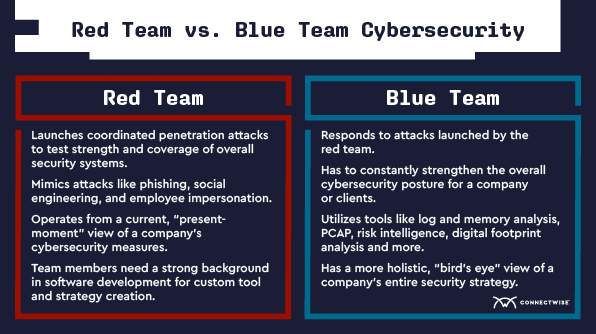 Red Team vs. Blue Team Cybersecurity
Red Team
Launches coordinated penetration attacks
to test strength and coverage of overall
security systems.
Mimics attacks like phishing, social
engineering, and employee impersonation.
Operates from a current, “present-
moment” view of a company’s
cybersecurity measures.
Team members need a strong background
in software development for custom tool
and strategy creation.
Blue Team
Responds to attacks launched by the
red team.
Has to constantly strengthen the overall
cybersecurity posture for a company
or clients.
Utilizes tools like log and memory analysis,
PCAP, risk intelligence, digital footprint
analysis and more.
Has a more holistic, “bird’s eye” view of a
company’s entire security strategy.
CONNECTWISE